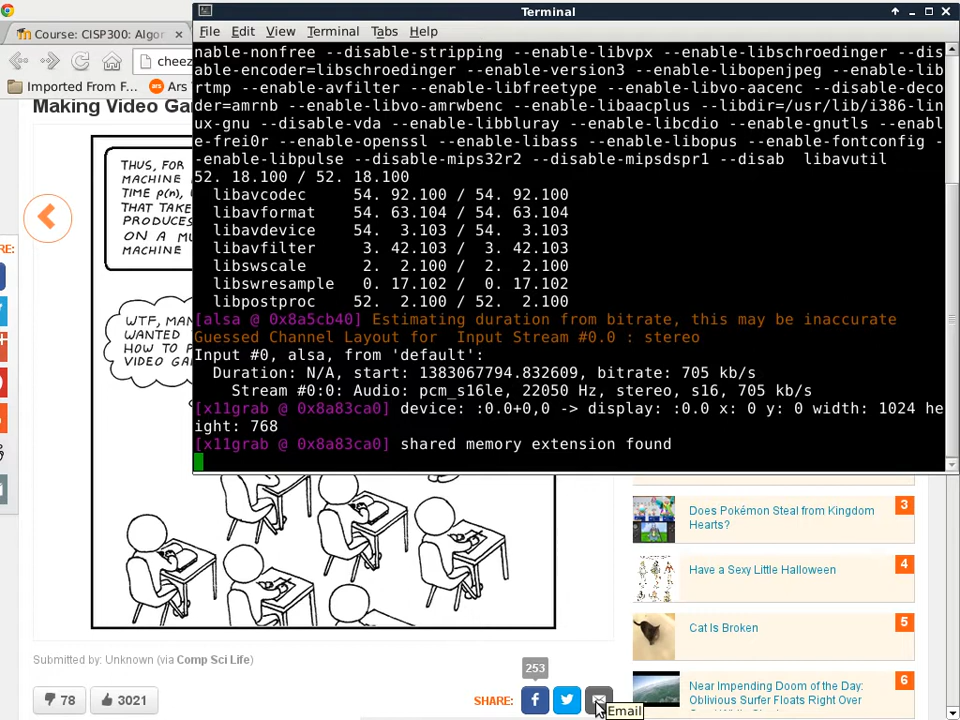 Terminal
File Edit View Terminal Tabs Help
Course: CISP300: Algor
cheez
Imported From F...
Ars
Making Video Ga
THUS, FOR
MACHINE
TIME p(n),
THAT TAKE
PRODUCES
ON A MU
MACHINE
WTF, MAN
WANTED
HOW TO P
VIDEO GA
RE:
nable-nonfree --disable-stripping --enable-libvpx --enable-libschroedinger --dis
able-encoder=libschroedinger --enable-version3 --enable-libopenjpeg --enable-lib
rtmp --enable-avfilter --enable-libfreetype --enable-libvo-aacenc --disable-deco
der=amrnb --enable-libvo-amrwbenc --enable-libaacplus --libdir=/usr/lib/i386-lin
ux-gnu --disable-vda --enable-libbluray --enable-libcdio --enable-gnutls --enabl
e-frei0r --enable-openssl --enable-libass --enable-libopus --enable-fontconfig -
-enable-libpulse --disable-mips32r2 --disable-mipsdspr1 --disab  libavutil
52. 18.100 / 52. 18.100
libavcodec 54. 92.100 / 54. 92.100
libavformat 54. 63.104 / 54. 63.104
libavdevice 54. 3.103 / 54. 3.103
libavfilter 3. 42.103 / 3. 42.103
libswscale 2. 2.100 / 2. 2.100
libswresample 0. 17.102 / 0. 17.102
libpostproc 52. 2.100 / 52. 2.100
[alsa @ 0x8a5cb40] Estimating duration from bitrate, this may be inaccurate
Guessed Channel Layout for  Input Stream #0.0 : stereo
Input #0, alsa, from 'default':
Duration: N/A, start: 1383067794.832609, bitrate: 705 kb/s
Stream #0:0: Audio: pcm_s16le, 22050 Hz, stereo, s16, 705 kb/s
[x11grab @ 0x8a83ca0] device: :0.0+0,0 -> display: :0.0 x: 0 y: 0 width: 1024 he
ight: 768
[x11grab @ 0x8a83ca0] shared memory extension found
Does Pokémon Steal from Kingdom
Hearts?
3
Have a Sexy Little Halloween
4
Cat Is Broken
5
Near Impending Doom of the Day:
Oblivious Surfer Floats Right Over
6
Submitted by: Unknown (via Comp Sci Life)
253
78
3021
SHARE:
Email